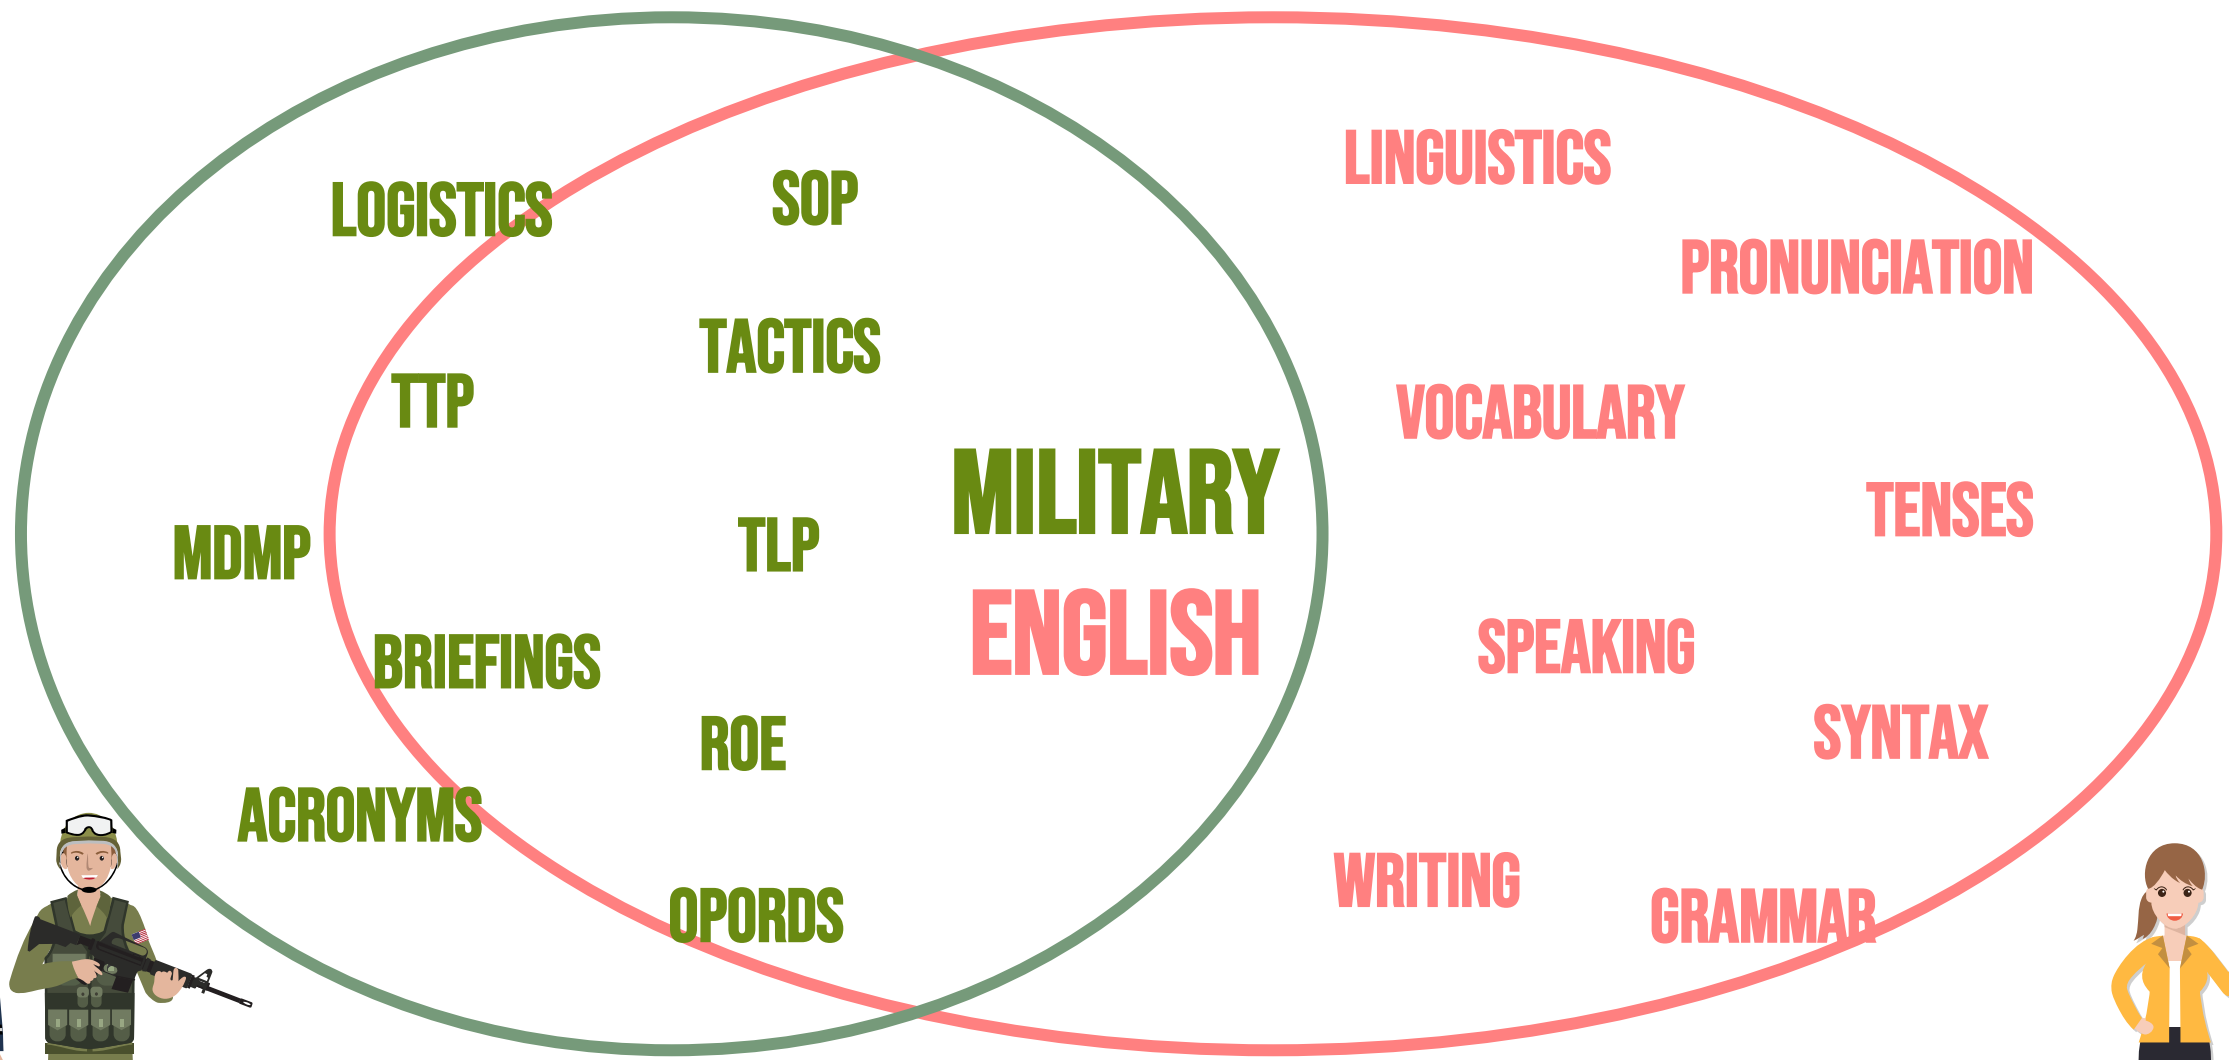 LOGISTICS
SOP
TACTICS
TTP
MDMP
TLP
BRIEFINGS
ROE
ACRONYMS
OPORDS
MILITARY
ENGLISH
LINGUISTICS
PRONUNCIATION
VOCABULARY
TENSES
SPEAKING
SYNTAX
WRITING
GRAMMAR